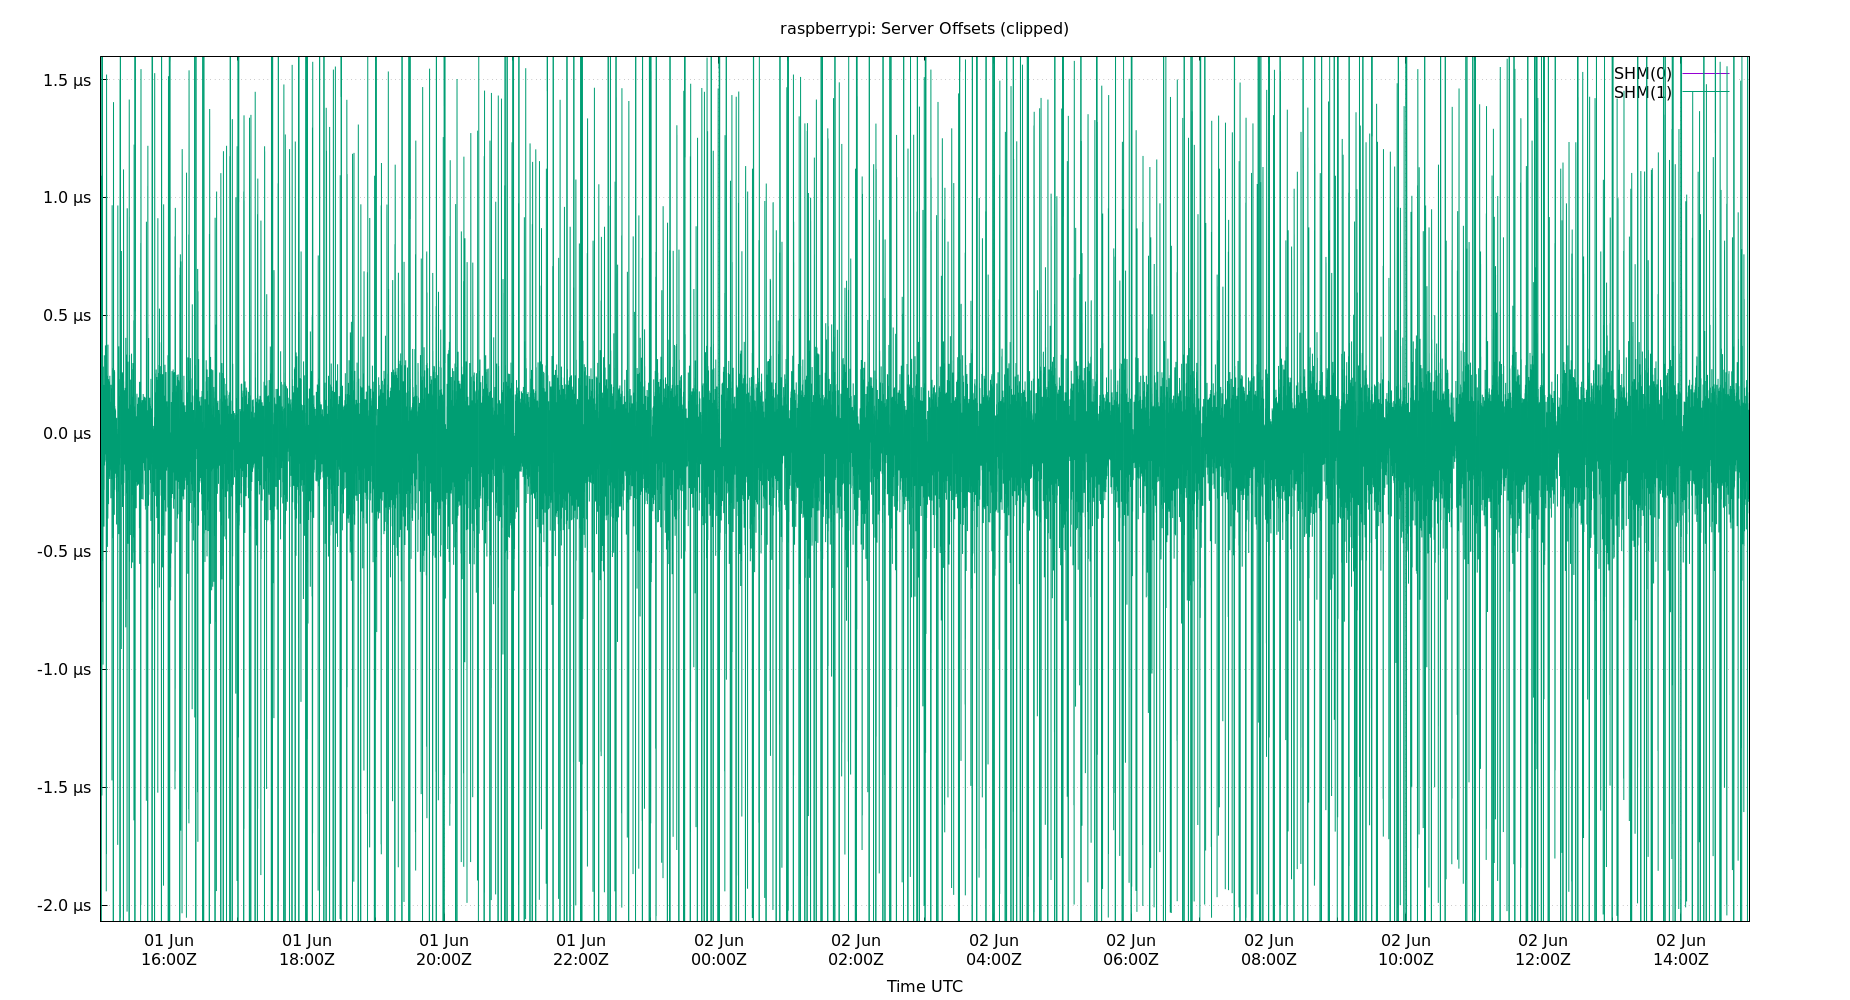 raspberrypi: Server Offsets (clipped)
1.5 µs
1.0 µs
0.5 µs
0.0 µs
-0.5 µs
-1.0 µs
-1.5 µs
-2.0 µs
SHM(0)
SHM(1)
01 Jun 01 Jun 01 Jun 01 Jun 02 Jun 02 Jun 02 Jun 02 Jun 02 Jun 02 Jun 02 Jun 02 Jun
16:00Z 18:00Z 20:00Z 22:00Z 00:00Z 02:00Z 04:00Z 06:00Z 08:00Z 10:00Z 12:00Z 14:00Z
Time UTC